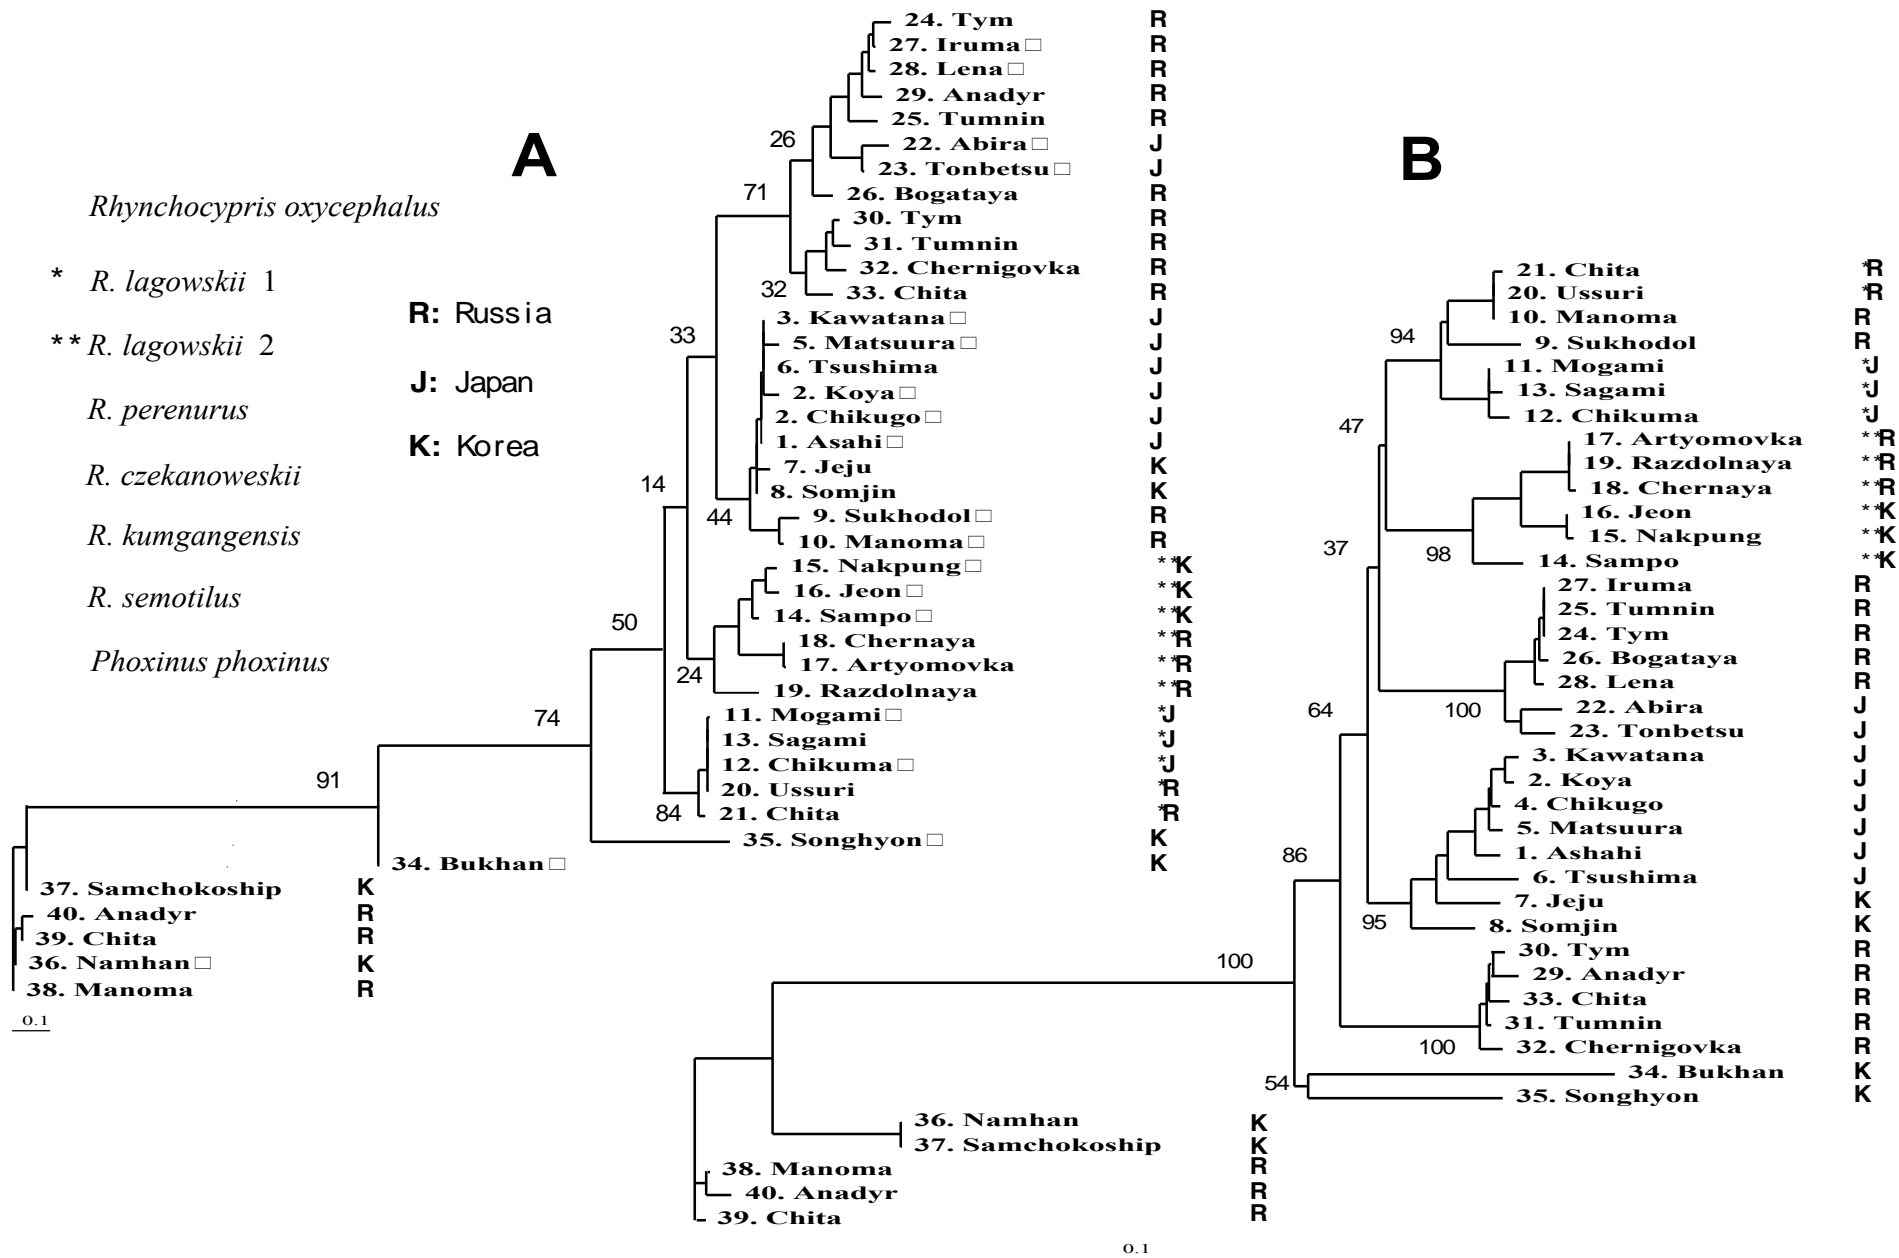 A
B
Rhynchocypris oxycephalus
* R. lagowskii 1
** R. lagowskii 2
R. perenurus
R. czekanoweskii
R. kumgangensis
R. semotilus
Phoxinus phoxinus
R: Russia
J: Japan
K: Korea
24. Tym R
27. Iruma□ R
28. Lena□ R
29. Anadyr R
25. Tumnin R
22. Abira□ J
23. Tonbetsu□ J
26. Bogataya R
30. Tym R
31. Tumnin R
32. Chernigovka R
33. Chita R
3. Kawatana□ J
5. Matsuura□ J
6. Tsushima J
2. Koya□ J
2. Chikugo□ J
1. Asahi□ J
7. Jeju K
8. Somjin K
9. Sukhodol□ R
10. Manoma□ R
15. Nakpung□ **K
16. Jeon□ **K
14. Sampo□ **K
18. Chernaya **R
17. Artyomovka **R
19. Razdolnaya **R
11. Mogami□ *J
13. Sagami *J
12. Chikuma□ *J
20. Ussuri *R
21. Chita *R
35. Songhyon□ K
34. Bukhan□ K
37. Samchokoship K
40. Anadyr R
39. Chita R
36. Namhan□ K
38. Manoma R
0.1
26
71
32
33
14
44
50
24
74
84
91
21. Chita *R
20. Ussuri *R
10. Manoma R
9. Sukhodol R
11. Mogami *J
13. Sagami *J
12. Chikuma *J
17. Artyomovka **R
19. Razdolnaya **R
18. Chernaya **R
16. Jeon **K
15. Nakpung **K
14. Sampo **K
27. Iruma R
25. Tumnin R
24. Tym R
26. Bogataya R
28. Lena R
22. Abira J
23. Tonbetsu J
3. Kawatana J
2. Koya J
4. Chikugo J
5. Matsuura J
1. Ashahi J
6. Tsushima J
7. Jeju K
8. Somjin K
30. Tym R
29. Anadyr R
33. Chita R
31. Tumnin R
32. Chernigovka R
34. Bukhan K
35. Songhyon K
36. Namhan K
37. Samchokoship K
38. Manoma R
40. Anadyr R
39. Chita R
94
47
98
37
100
64
86
95
100
100
54
0.1